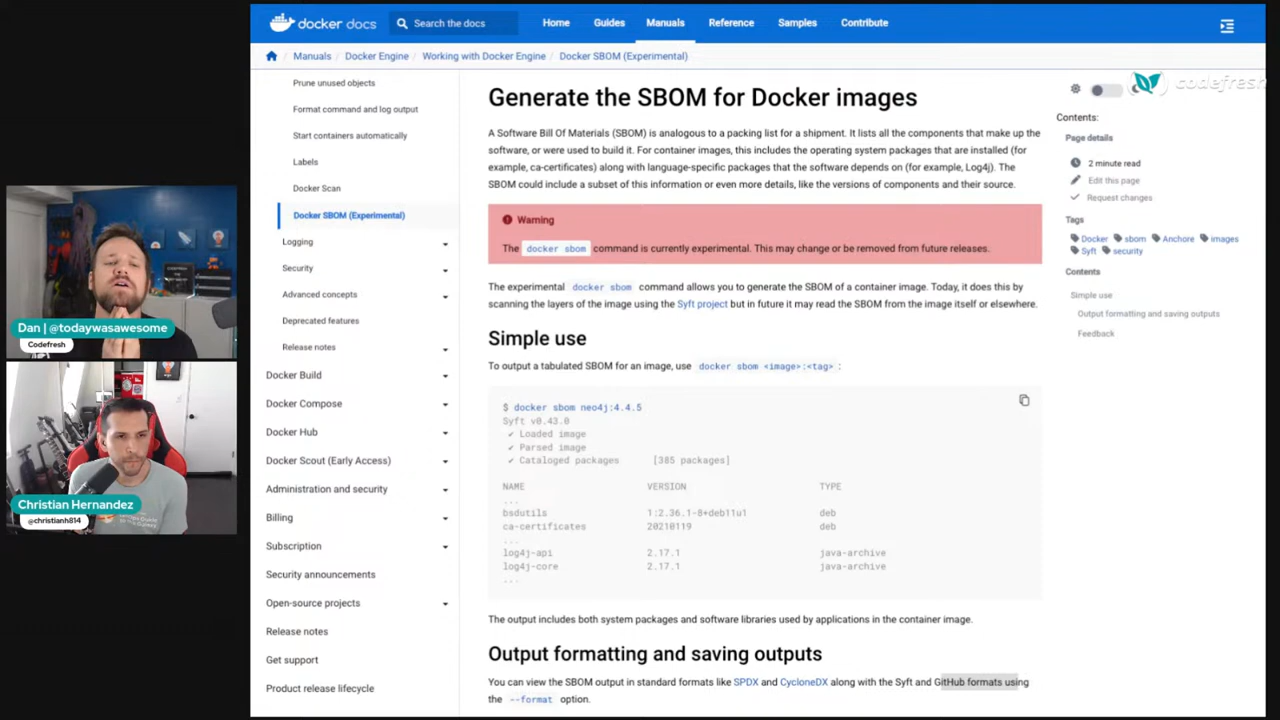 docker docs
Search the docs
Home
Guides
Manuals
Reference
Samples
Contribute
Manuals / Docker Engine / Working with Docker Engine / Docker SBOM (Experimental)
codefresh
Prune unused objects
Format command and log output
Start containers automatically
Labels
Docker Scan
Docker SBOM (Experimental)
Logging
Security
Advanced concepts
Deprecated features
Release notes
Docker Build
Docker Compose
Docker Hub
Docker Scout (Early Access)
Administration and security
Billing
Subscription
Security announcements
Open-source projects
Release notes
Get support
Product release lifecycle
Generate the SBOM for Docker images
A Software Bill Of Materials (SBOM) is analogous to a packing list for a shipment. It lists all the components that make up the
software, or were used to build it. For container images, this includes the operating system packages that are installed (for
example, ca-certificates) along with language-specific packages that the software depends on (for example, Log4j). The
SBOM could include a subset of this information or even more details, like the versions of components and their source.
Warning
The docker sbom command is currently experimental. This may change or be removed from future releases.
The experimental docker sbom command allows you to generate the SBOM of a container image. Today, it does this by
scanning the layers of the image using the Syft project but in future it may read the SBOM from the image itself or elsewhere.
Simple use
To output a tabulated SBOM for an image, use docker sbom <image>:<tag> :
$ docker sbom neo4j:4.4.5
Syft v0.43.0
✔ Loaded image
✔ Parsed image
✔ Cataloged packages [385 packages]
NAME VERSION TYPE
...
bsdutils 1:2.36.1-8+deb11u1 deb
ca-certificates 20210119 deb
...
log4j-api 2.17.1 java-archive
log4j-core 2.17.1 java-archive
...
The output includes both system packages and software libraries used by applications in the container image.
Output formatting and saving outputs
You can view the SBOM output in standard formats like SPDX and CycloneDX along with the Syft and GitHub formats using
the --format option.
Contents:
Page details
2 minute read
Edit this page
Request changes
Tags
Docker sbom Anchore images
Syft security
Contents
Simple use
Output formatting and saving outputs
Feedback
Dan | @todaywasawesome
Codefresh
Christian Hernandez
@christianh814